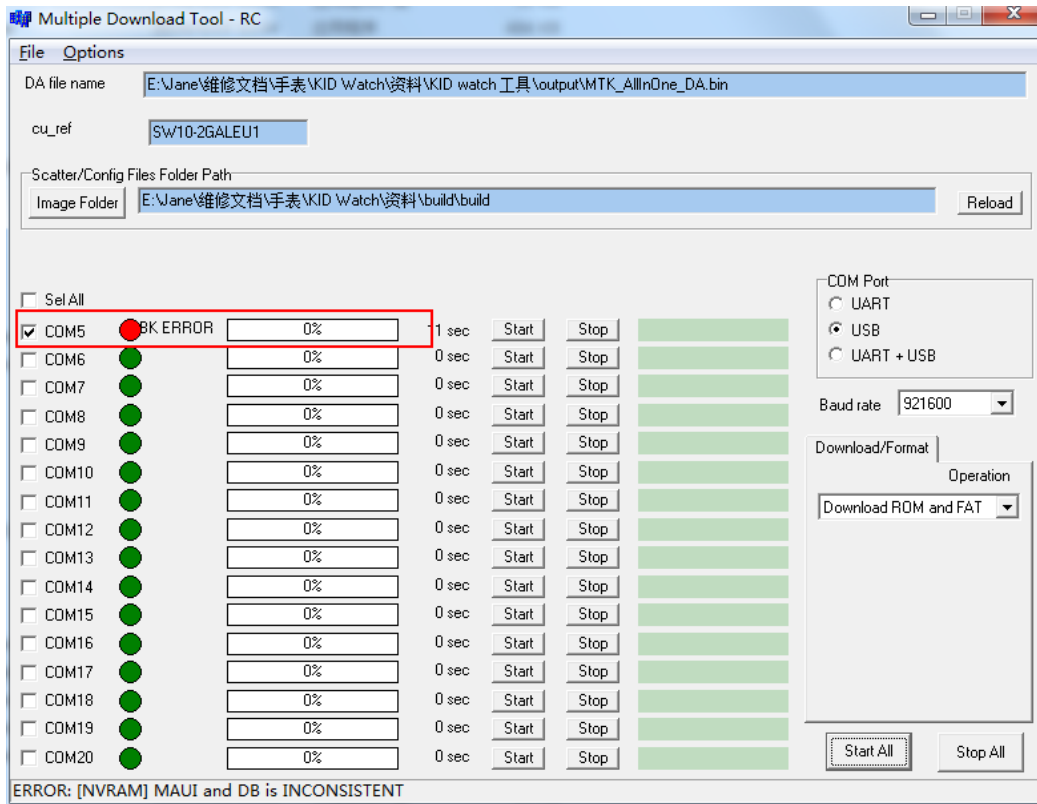 Multiple Download Tool - RC
File Options
DA file name E:\Jane\维修文档\手表\KID Watch\资料\KID watch 工具\output\MTK_AllInOne_DA.bin
cu_ref SW10-2GALEU1
Scatter/Config Files Folder Path
Image Folder E:\Jane\维修文档\手表\KID Watch\资料\build\build Reload
Sel All
COM5 BK ERROR 0% 1 sec Start Stop
COM6 0% 0 sec Start Stop
COM7 0% 0 sec Start Stop
COM8 0% 0 sec Start Stop
COM9 0% 0 sec Start Stop
COM10 0% 0 sec Start Stop
COM11 0% 0 sec Start Stop
COM12 0% 0 sec Start Stop
COM13 0% 0 sec Start Stop
COM14 0% 0 sec Start Stop
COM15 0% 0 sec Start Stop
COM16 0% 0 sec Start Stop
COM17 0% 0 sec Start Stop
COM18 0% 0 sec Start Stop
COM19 0% 0 sec Start Stop
COM20 0% 0 sec Start Stop
COM Port
UART
USB
UART + USB
Baud rate 921600
Download/Format
Operation
Download ROM and FAT
Start All Stop All
ERROR: [NVRAM] MAUI and DB is INCONSISTENT